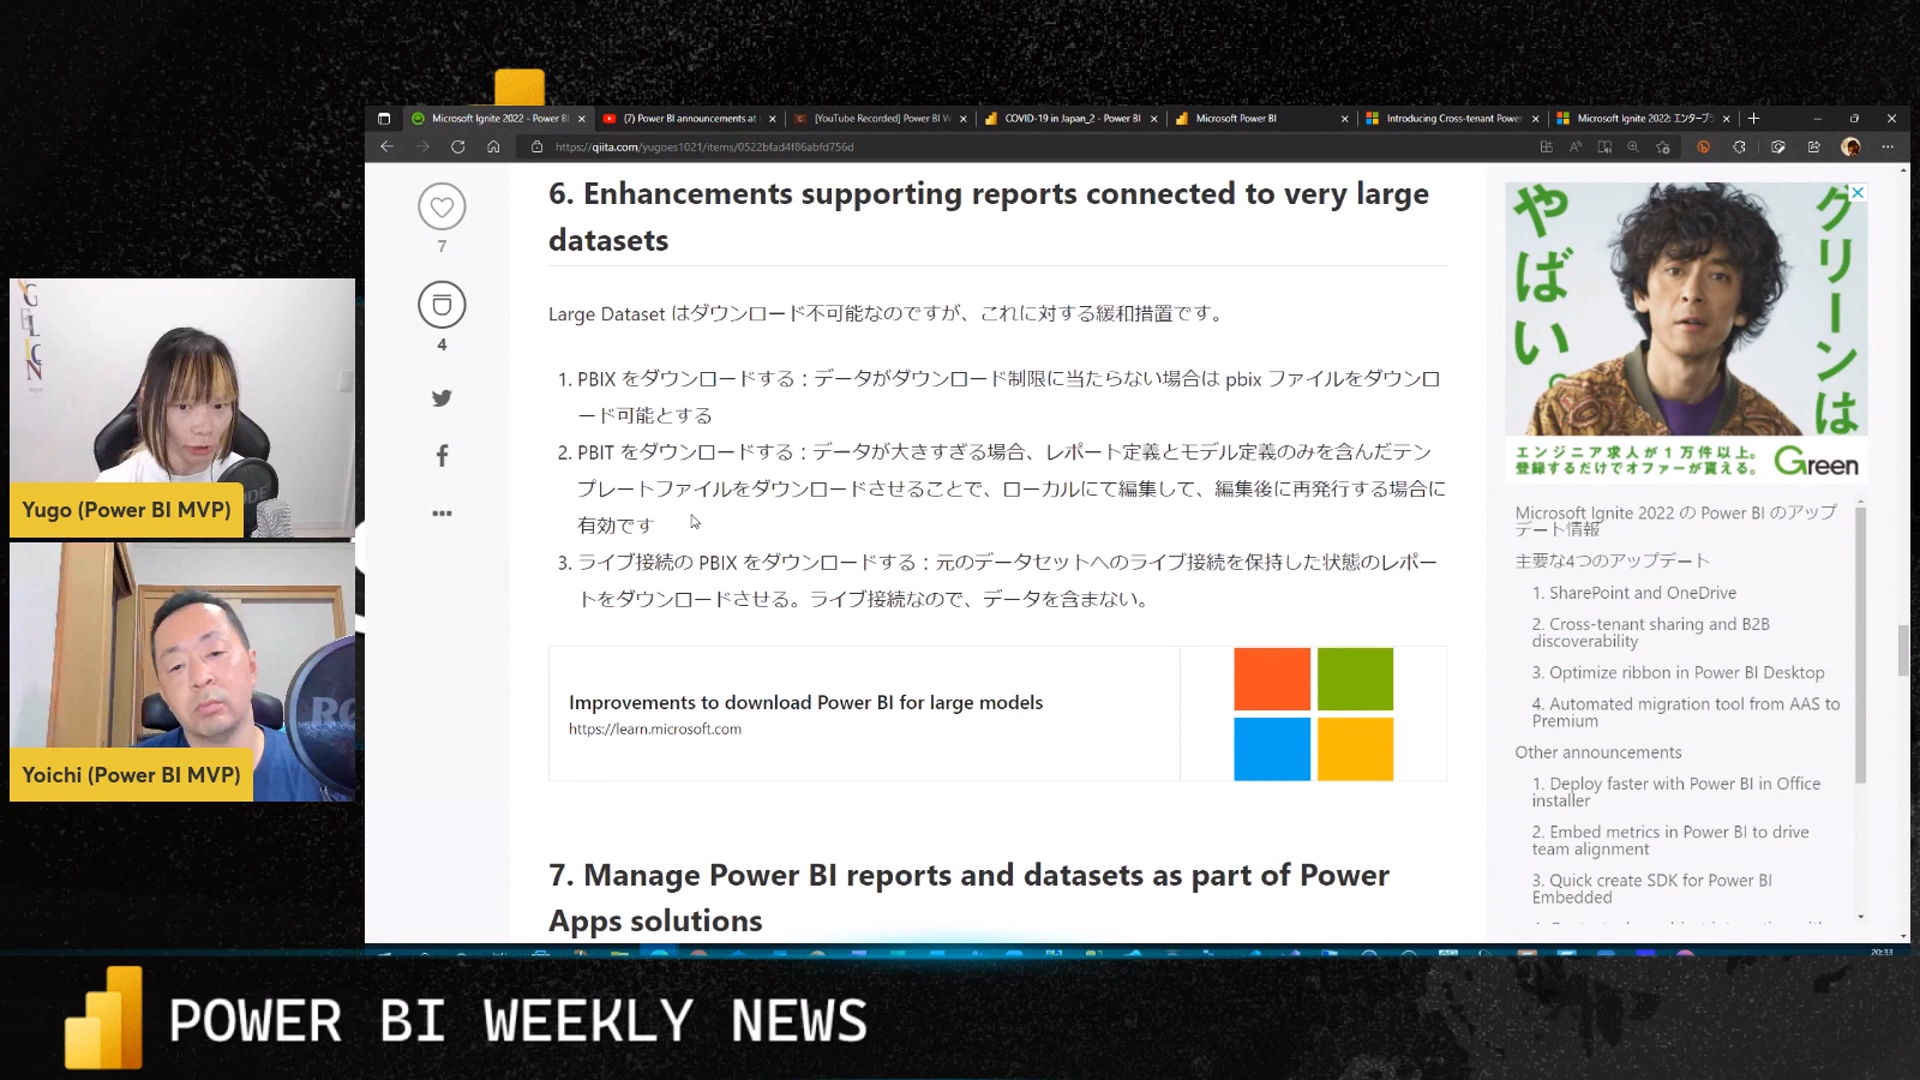 Microsoft Ignite 2022 - Power BI
(7) Power BI announcements at
[YouTube Recorded] Power BI W
COVID-19 in Japan_2 - Power BI
Microsoft Power BI
Introducing Cross-tenant Power
Microsoft Ignite 2022: エンタープラ
https://qiita.com/yugoes1021/items/0522bfad4f86abfd756d
7
4
6. Enhancements supporting reports connected to very large
datasets
Large Dataset はダウンロード不可能なのですが、これに対する緩和措置です。
1. PBIX をダウンロードする：データがダウンロード制限に当たらない場合は pbix ファイルをダウンロ
ード可能とする
2. PBIT をダウンロードする：データが大きすぎる場合、レポート定義とモデル定義のみを含んだテン
プレートファイルをダウンロードさせることで、ローカルにて編集して、編集後に再発行する場合に
有効です
3. ライブ接続の PBIX をダウンロードする：元のデータセットへのライブ接続を保持した状態のレポー
トをダウンロードさせる。ライブ接続なので、データを含まない。
Improvements to download Power BI for large models
https://learn.microsoft.com
7. Manage Power BI reports and datasets as part of Power
Apps solutions
グリーンは
やばい。
エンジニア求人が1万件以上。
登録するだけでオファーが貰える。
Green
Microsoft Ignite 2022 の Power BI のアップ
デート情報
主要な4つのアップデート
1. SharePoint and OneDrive
2. Cross-tenant sharing and B2B
discoverability
3. Optimize ribbon in Power BI Desktop
4. Automated migration tool from AAS to
Premium
Other announcements
1. Deploy faster with Power BI in Office
installer
2. Embed metrics in Power BI to drive
team alignment
3. Quick create SDK for Power BI
Embedded
Yugo (Power BI MVP)
Yoichi (Power BI MVP)
20:33
POWER BI WEEKLY NEWS